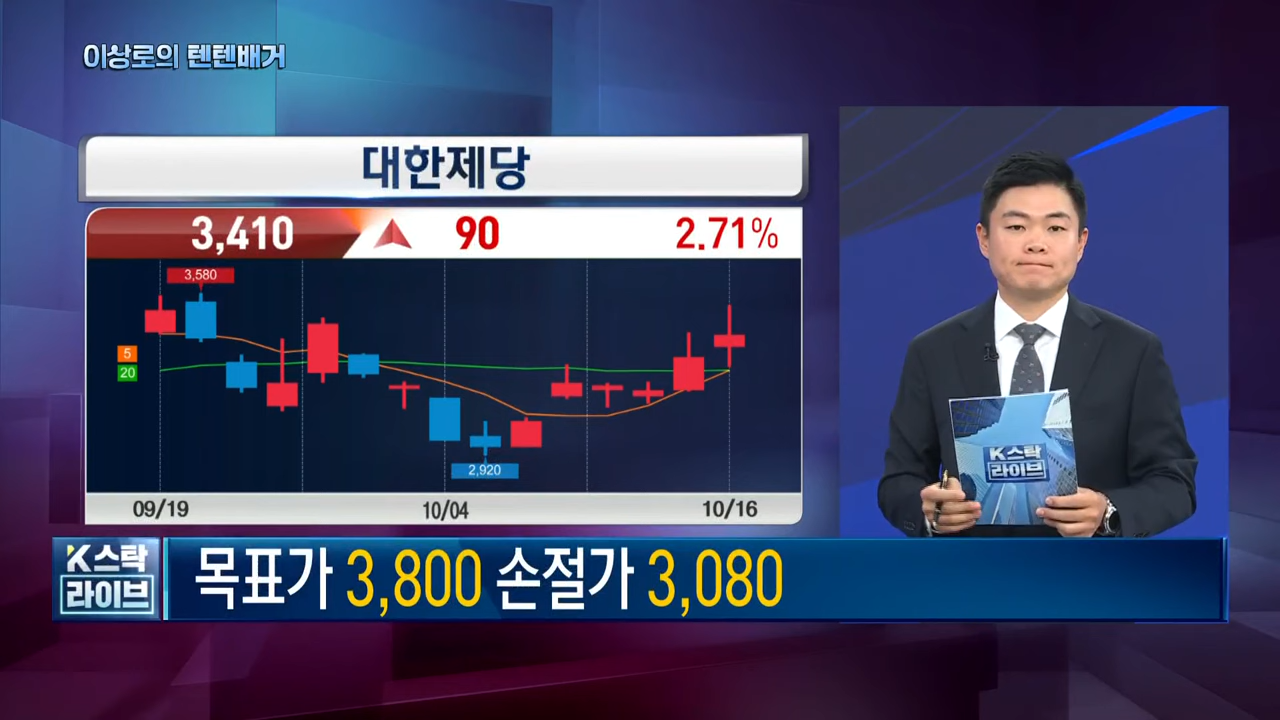 이상로의 텐텐배거
대한제당
3,410 90 2.71%
3,580
5
20
2,920
09/19 10/04 10/16
K스탁
라이브
K스탁
라이브
목표가 3,800 손절가 3,080